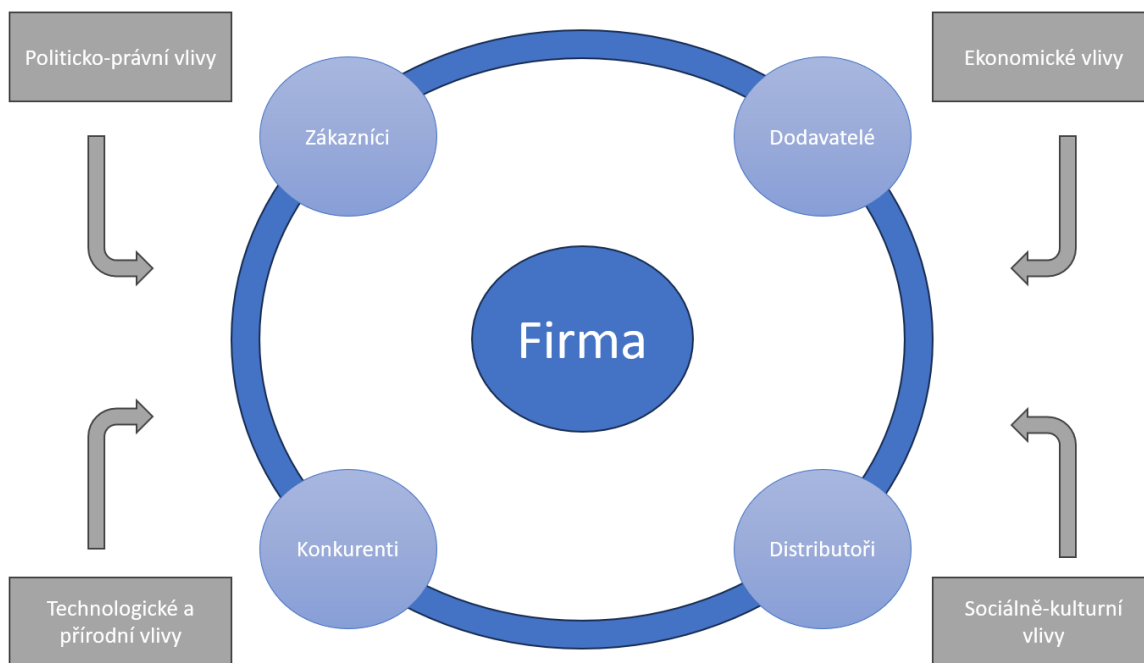 Politicko-právní vlivy
Ekonomické vlivy
Zákazníci
Dodavatelé
Firma
Konkurenti
Distributoři
Technologické a
přírodní vlivy
Sociálně-kulturní
vlivy